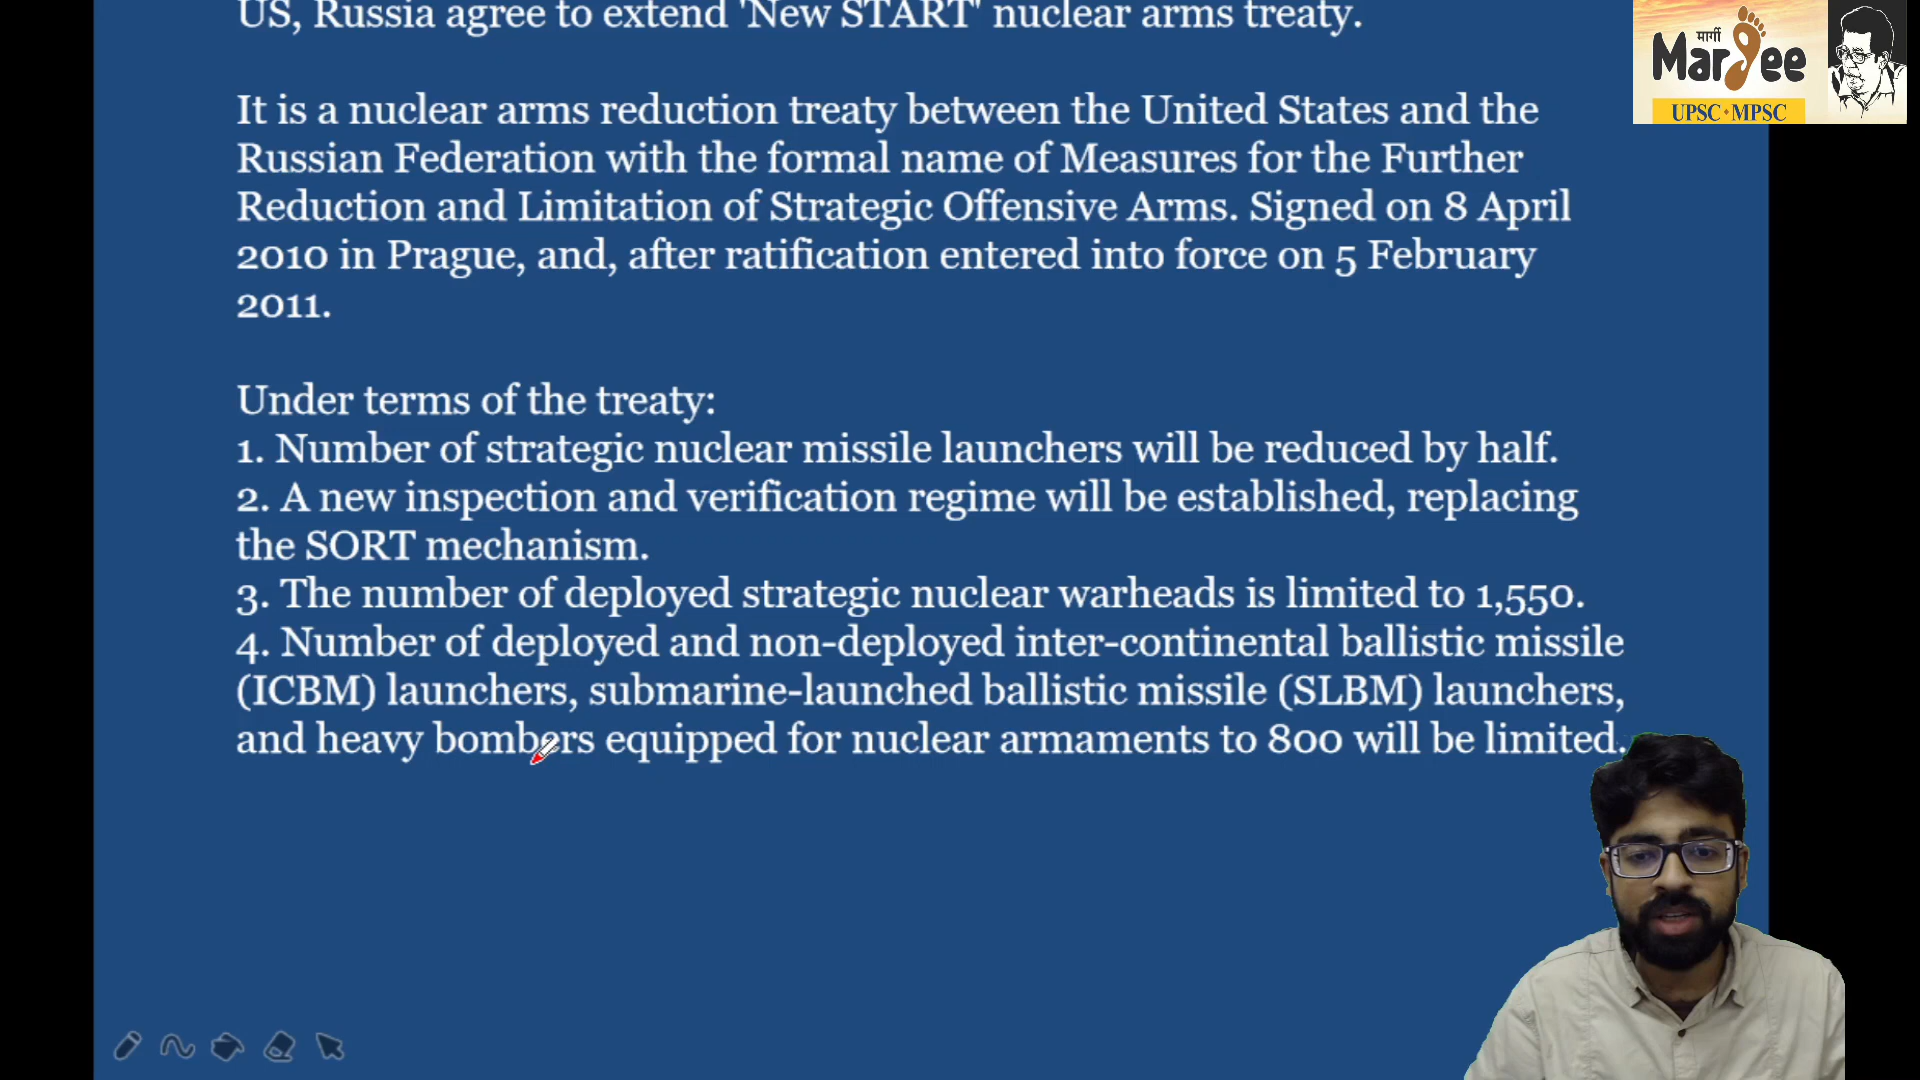 US, Russia agree to extend 'New START' nuclear arms treaty.
It is a nuclear arms reduction treaty between the United States and the
Russian Federation with the formal name of Measures for the Further
Reduction and Limitation of Strategic Offensive Arms. Signed on 8 April
2010 in Prague, and, after ratification entered into force on 5 February
2011.
Under terms of the treaty:
1. Number of strategic nuclear missile launchers will be reduced by half.
2. A new inspection and verification regime will be established, replacing
the SORT mechanism.
3. The number of deployed strategic nuclear warheads is limited to 1,550.
4. Number of deployed and non-deployed inter-continental ballistic missile
(ICBM) launchers, submarine-launched ballistic missile (SLBM) launchers,
and heavy bombers equipped for nuclear armaments to 800 will be limited.
मार्गी
Margee
UPSC • MPSC